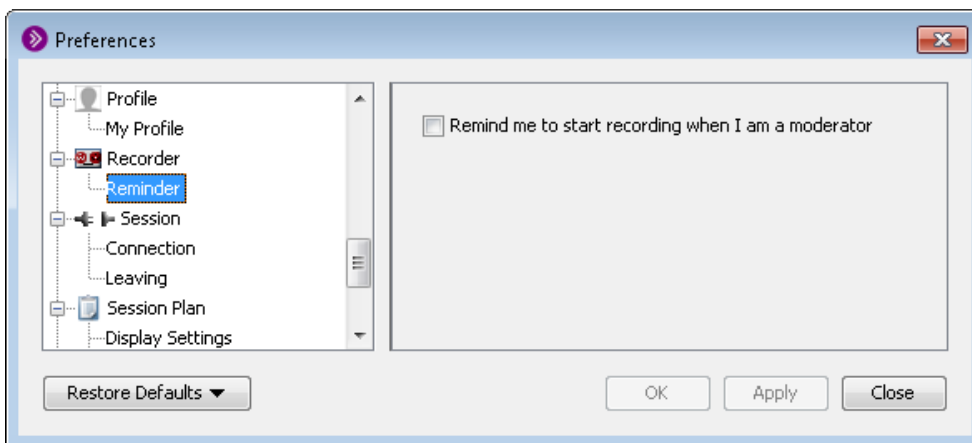 Preferences
Profile
My Profile
Recorder
Reminder
Session
Connection
Leaving
Session Plan
Display Settings
Remind me to start recording when I am a moderator
Restore Defaults
OK
Apply
Close